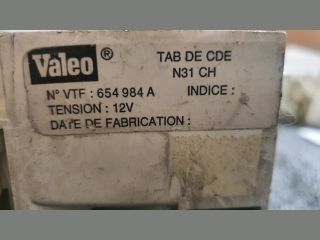 Valeo ® TAB DE CDE
N31 CH
N° VTF : 654 984 A INDICE :
TENSION : 12V
DATE DE FABRICATION :